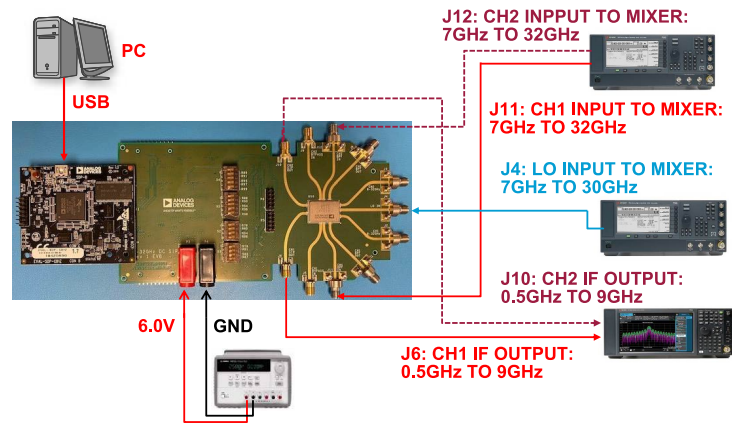 J12: CH2 INPPUT TO MIXER:
7GHz TO 32GHz
PC
USB
J11: CH1 INPUT TO MIXER:
7GHz TO 32GHz
J4: LO INPUT TO MIXER:
7GHz TO 30GHz
ANALOG
DEVICES
ANALOG
DEVICES
J10: CH2 IF OUTPUT:
0.5GHz TO 9GHz
6.0V
GND
J6: CH1 IF OUTPUT:
0.5GHz TO 9GHz